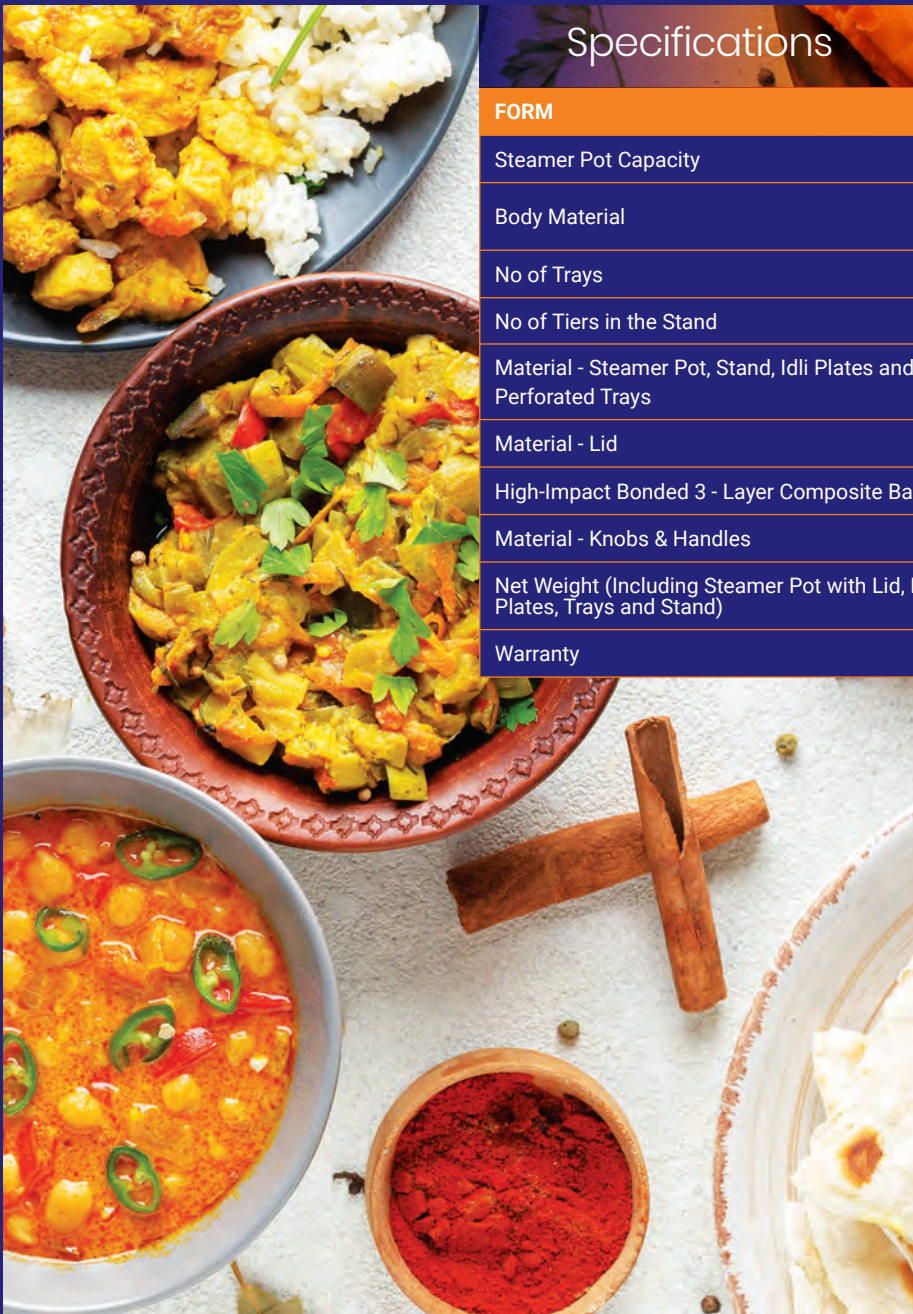 Specifications
FORM
Steamer Pot Capacity
Body Material
No of Trays
No of Tiers in the Stand
Material - Steamer Pot, Stand, Idli Plates and
Perforated Trays
Material - Lid
High-Impact Bonded 3 - Layer Composite
Material - Knobs & Handles
Net Weight (Including Steamer Pot with Lid,
Plates, Trays and Stand)
Warranty